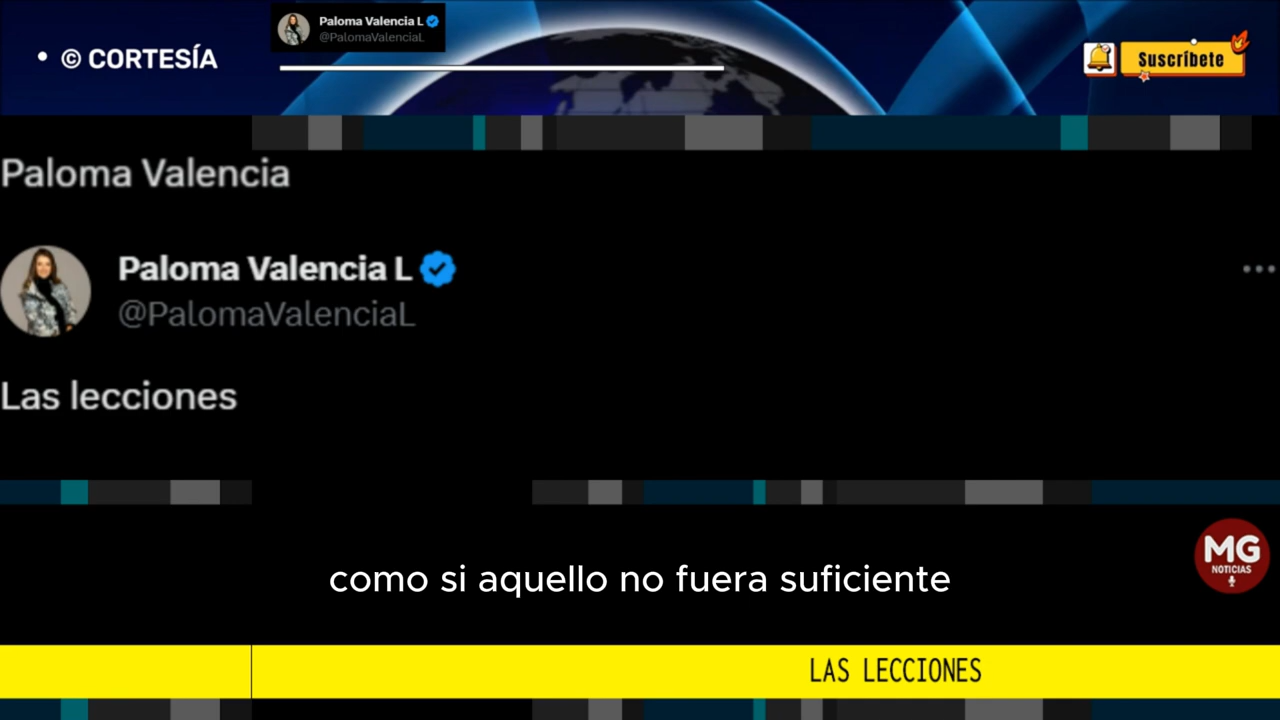 Paloma Valencia L
@PalomaValenciaL
• © CORTESÍA
Suscríbete
Paloma Valencia
Paloma Valencia L
@PalomaValenciaL
Las lecciones
como si aquello no fuera suficiente
MG
NOTICIAS
LAS LECCIONES